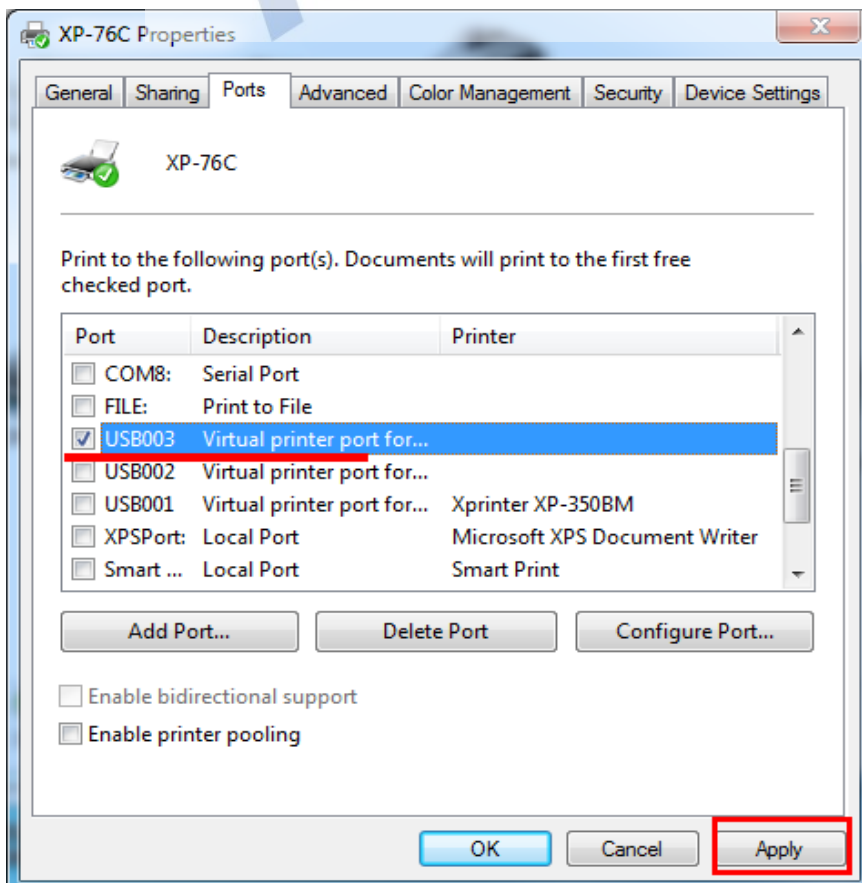 XP-76C Properties
General Sharing Ports Advanced Color Management Security Device Settings
XP-76C
Print to the following port(s). Documents will print to the first free
checked port.
Port Description Printer
COM8: Serial Port
FILE: Print to File
USB003 Virtual printer port for...
USB002 Virtual printer port for...
USB001 Virtual printer port for... Xprinter XP-350BM
XPSPort: Local Port Microsoft XPS Document Writer
Smart ... Local Port Smart Print
Add Port... Delete Port Configure Port...
Enable bidirectional support
Enable printer pooling
OK Cancel Apply